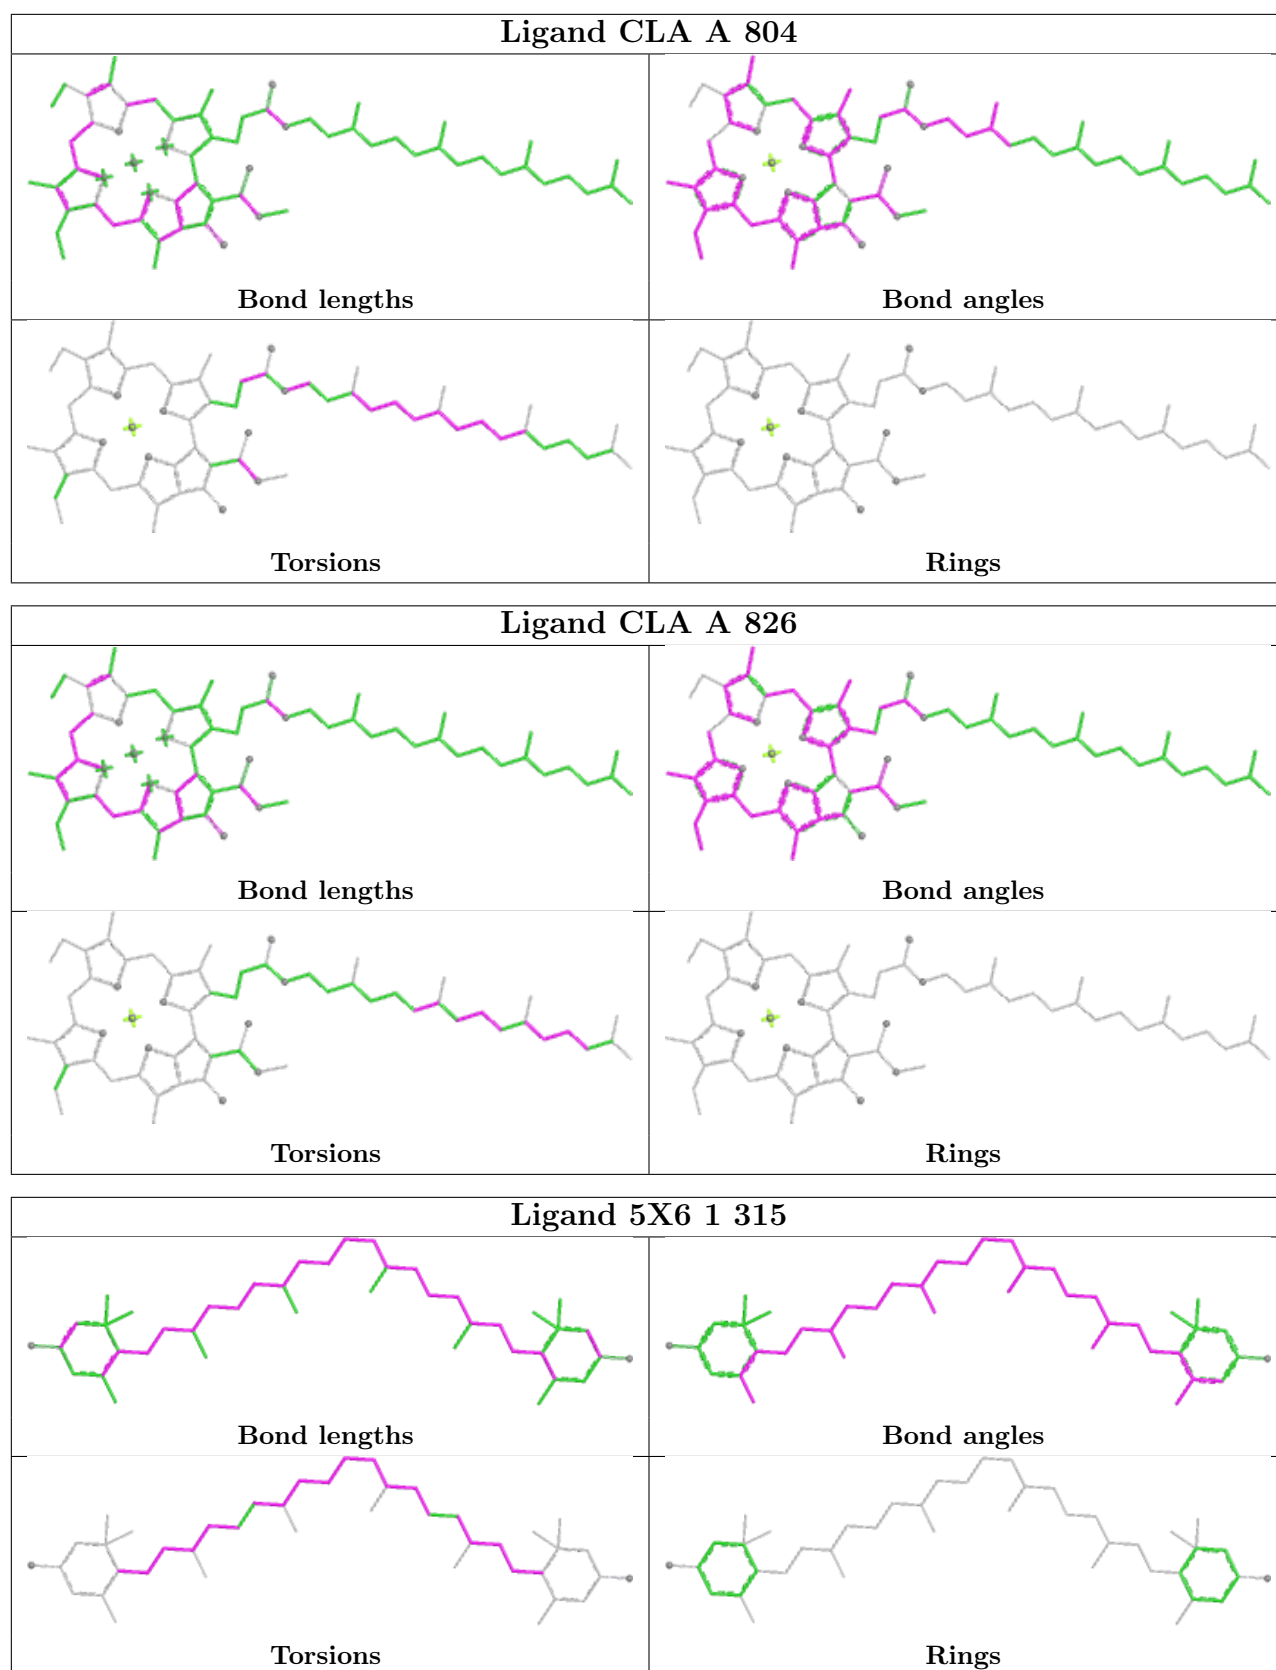 Ligand CLA A 804
Bond lengths
Bond angles
Torsions
Rings
Ligand CLA A 826
Bond lengths
Bond angles
Torsions
Rings
Ligand 5X6 1 315
Bond lengths
Bond angles
Torsions
Rings